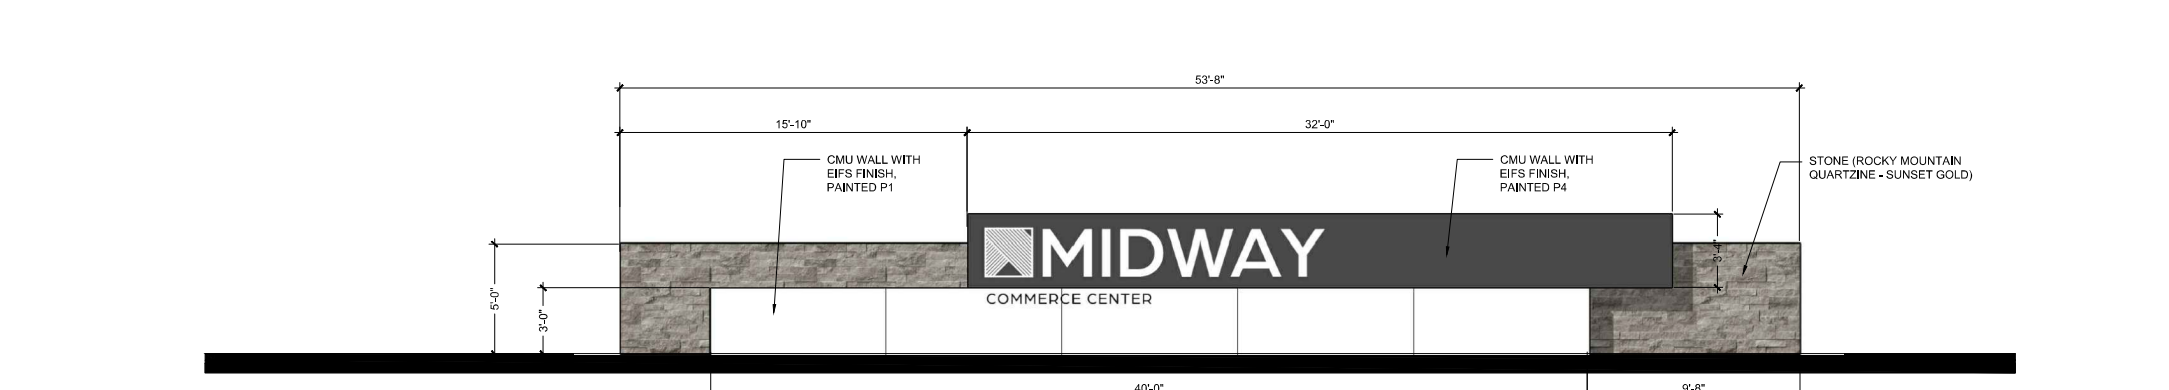 53'-8"
15'-10"
32'-0"
CMU WALL WITH
EIFS FINISH,
PAINTED P1
CMU WALL WITH
EIFS FINISH,
PAINTED P4
STONE (ROCKY MOUNTAIN
QUARTZINE - SUNSET GOLD)
MIDWAY
COMMERCE CENTER
3'-4"
5'-0"
3'-0"
40'-0"
9'-8"